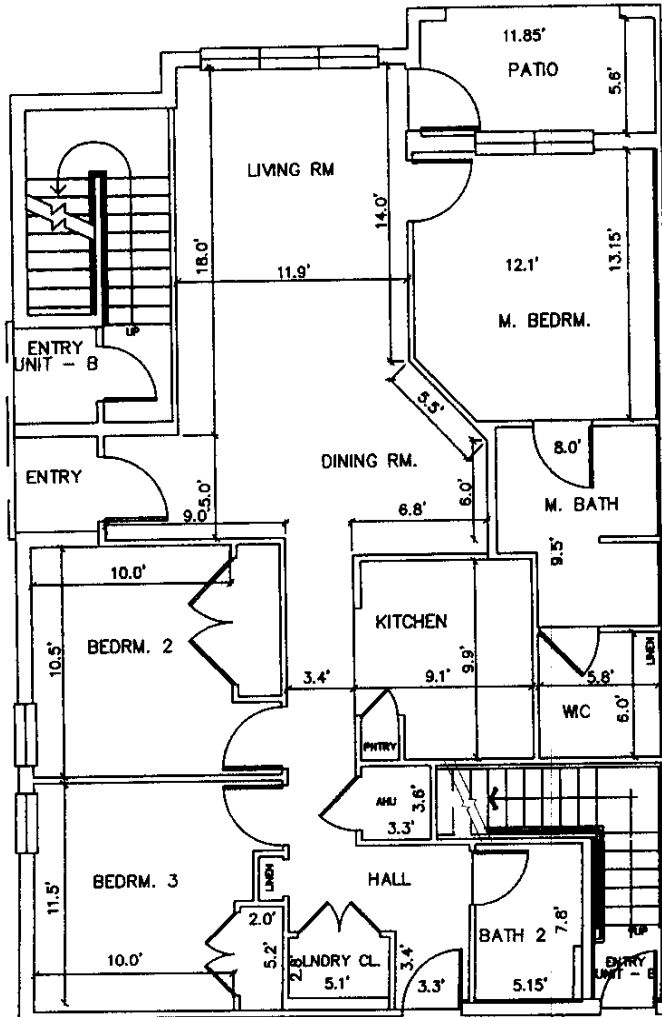 11.85'
PATIO
5.6'
LIVING RM
14.0'
18.0'
11.9'
12.1'
13.15'
M. BEDRM.
UP
ENTRY
UNIT - B
5.5'
DINING RM.
6.0'
8.0'
ENTRY
5.0'
9.0'
6.8'
M. BATH
9.5'
10.0'
KITCHEN
BEDRM. 2
10.5'
3.4'
9.1'
9.9'
LINEN
5.8'
WIC
6.0'
PNTRY
AHU
3.6'
3.3'
BEDRM. 3
LINEN
HALL
11.5'
2.0'
5.2'
10.0'
2.8'
LNDRY CL.
5.1'
3.4'
3.3'
BATH 2
7.8'
5.15'
UP
ENTRY
UNIT - B